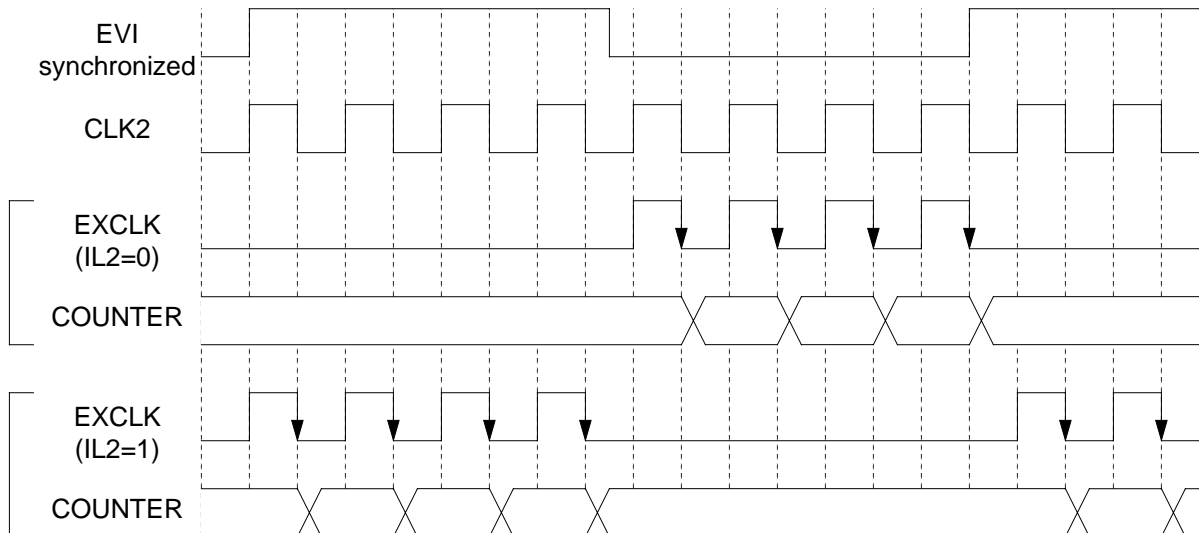 EVI
synchronized
CLK2
EXCLK
(IL2=0)
COUNTER
EXCLK
(IL2=1)
COUNTER